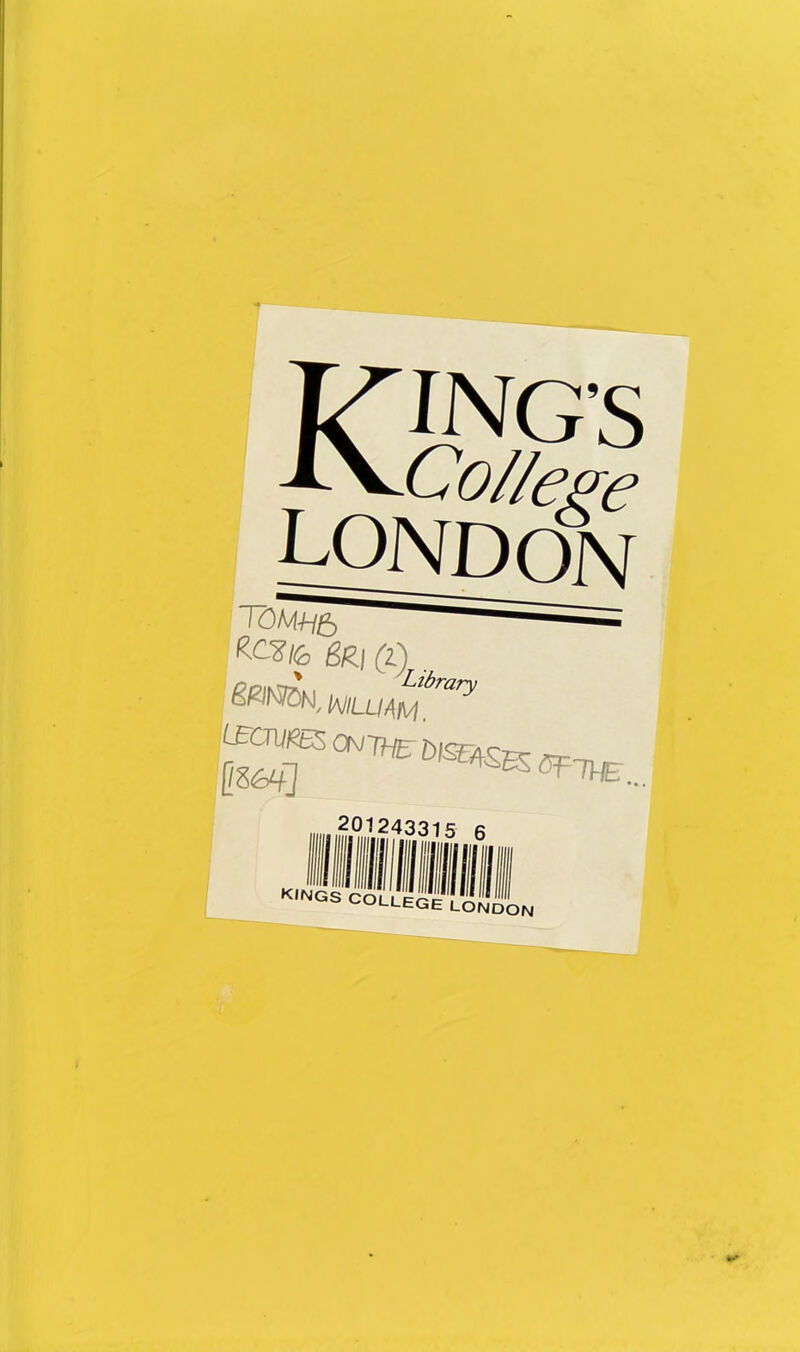 KING'S
College
LONDON
Library
TOMHB
RC816 BRI (2)
BRINTON, WILLIAM.
LECTURES ON THE DISEASES OF THE...
[1864]
201243315 6
KINGS COLLEGE LONDON